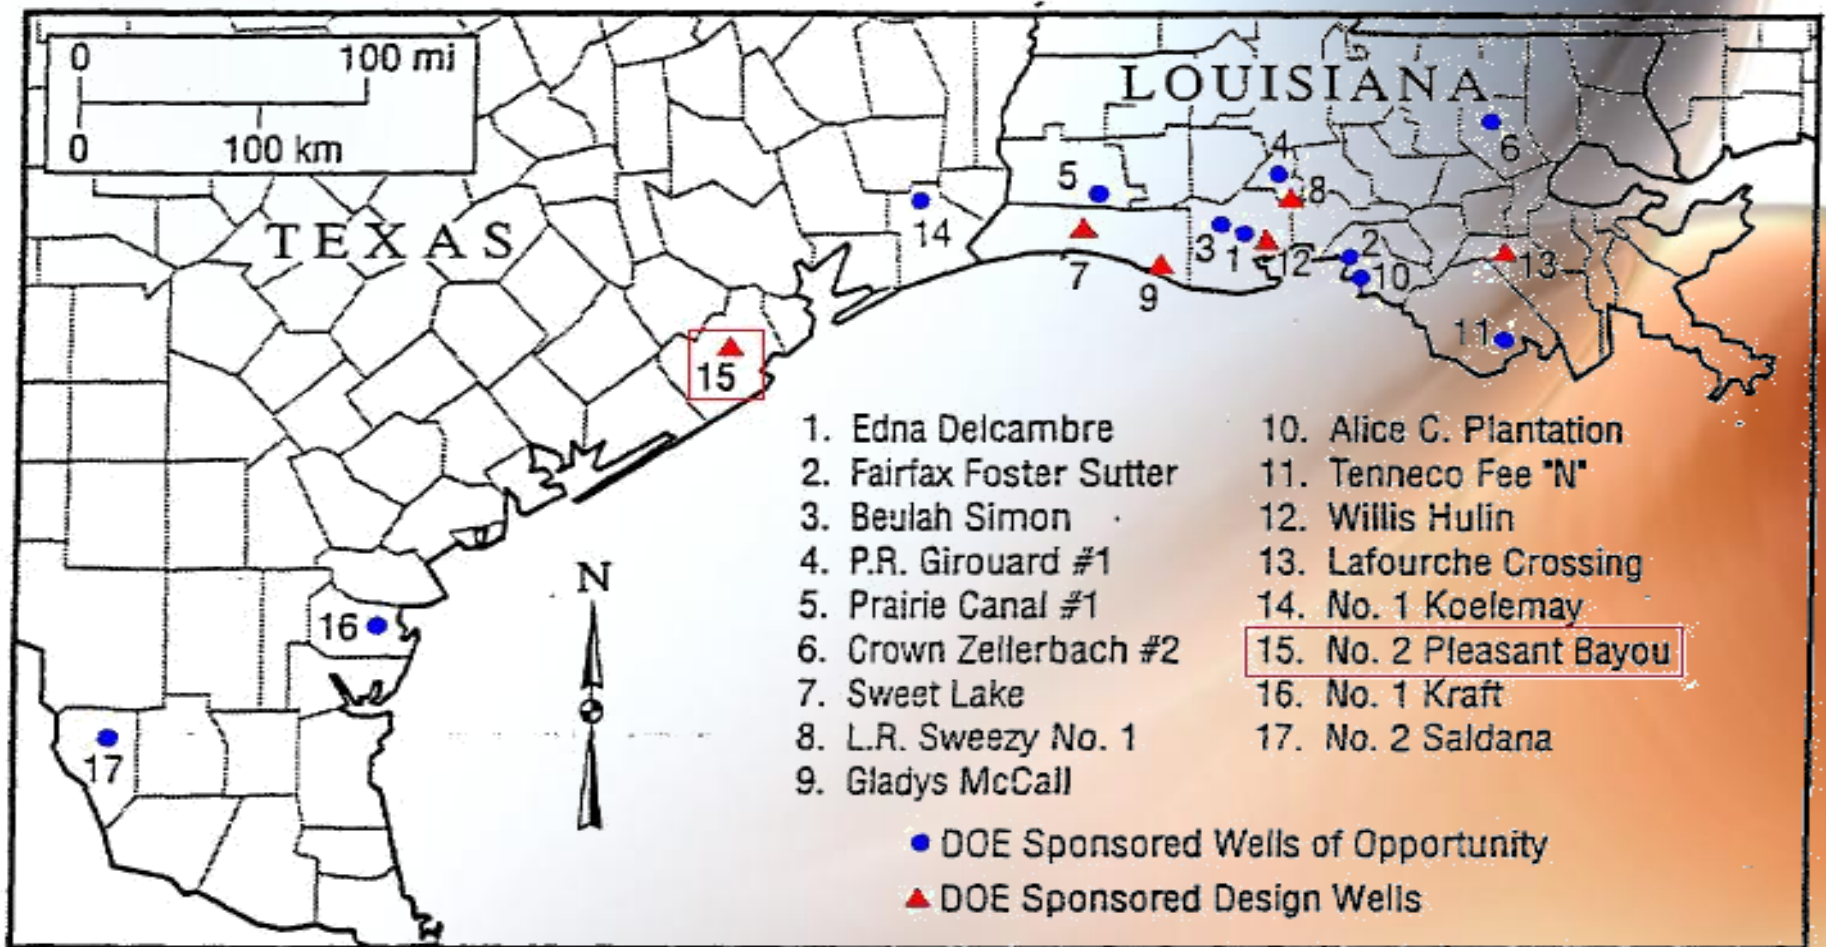 0 100 mi
0 100 km
TEXAS
LOUISIANA
5
4
6
8
14
3
1
12
2
10
13
7
9
11
15
16
17
N
1. Edna Delcambre
2. Fairfax Foster Sutter
3. Beulah Simon
4. P.R. Girouard #1
5. Prairie Canal #1
6. Crown Zellerbach #2
7. Sweet Lake
8. L.R. Sweezy No. 1
9. Gladys McCall
10. Alice C. Plantation
11. Tenneco Fee "N"
12. Willis Hulin
13. Lafourche Crossing
14. No. 1 Koelemay
15. No. 2 Pleasant Bayou
16. No. 1 Kraft
17. No. 2 Saldana
DOE Sponsored Wells of Opportunity
DOE Sponsored Design Wells